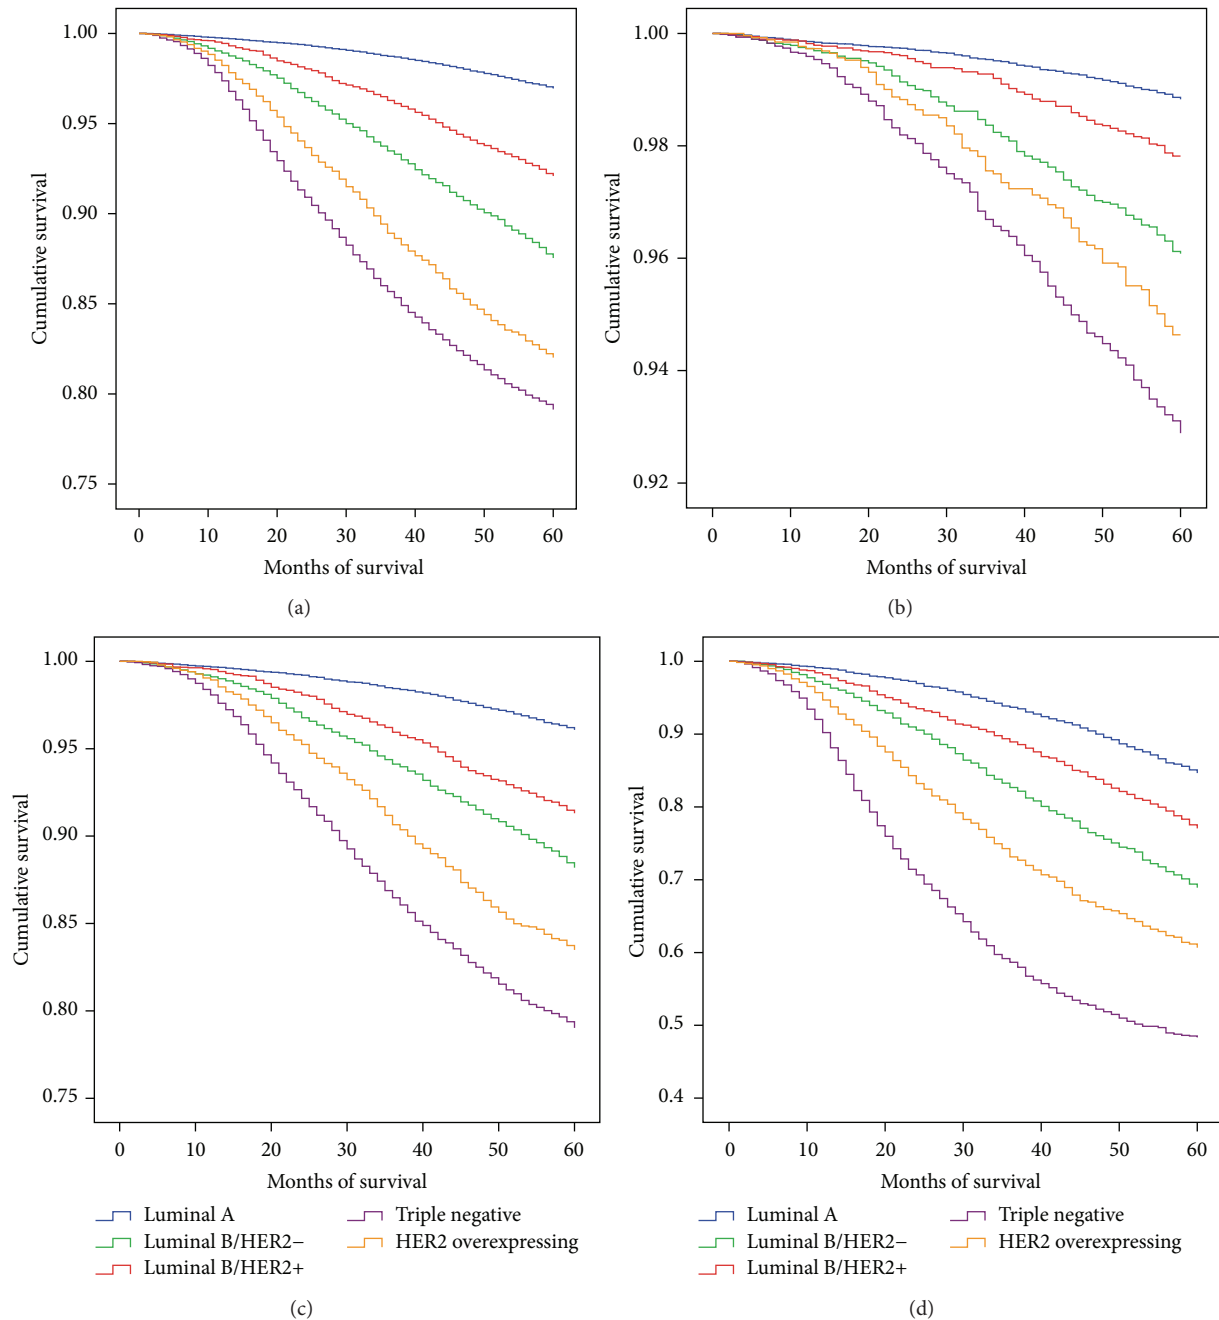 1.00
0.95
0.90
0.85
0.80
0.75
Cumulative survival
0 10 20 30 40 50 60
Months of survival
(a)
1.00
0.98
0.96
0.94
0.92
Cumulative survival
0 10 20 30 40 50 60
Months of survival
(b)
1.00
0.95
0.90
0.85
0.80
0.75
Cumulative survival
0 10 20 30 40 50 60
Months of survival
Luminal A
Luminal B/HER2−
Luminal B/HER2+
Triple negative
HER2 overexpressing
(c)
1.0
0.9
0.8
0.7
0.6
0.5
0.4
Cumulative survival
0 10 20 30 40 50 60
Months of survival
Luminal A
Luminal B/HER2−
Luminal B/HER2+
Triple negative
HER2 overexpressing
(d)